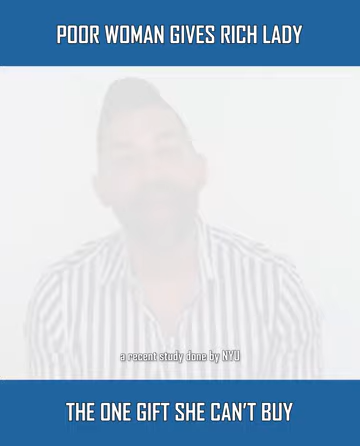 POOR WOMAN GIVES RICH LADY
a recent study done by NYU
THE ONE GIFT SHE CAN'T BUY